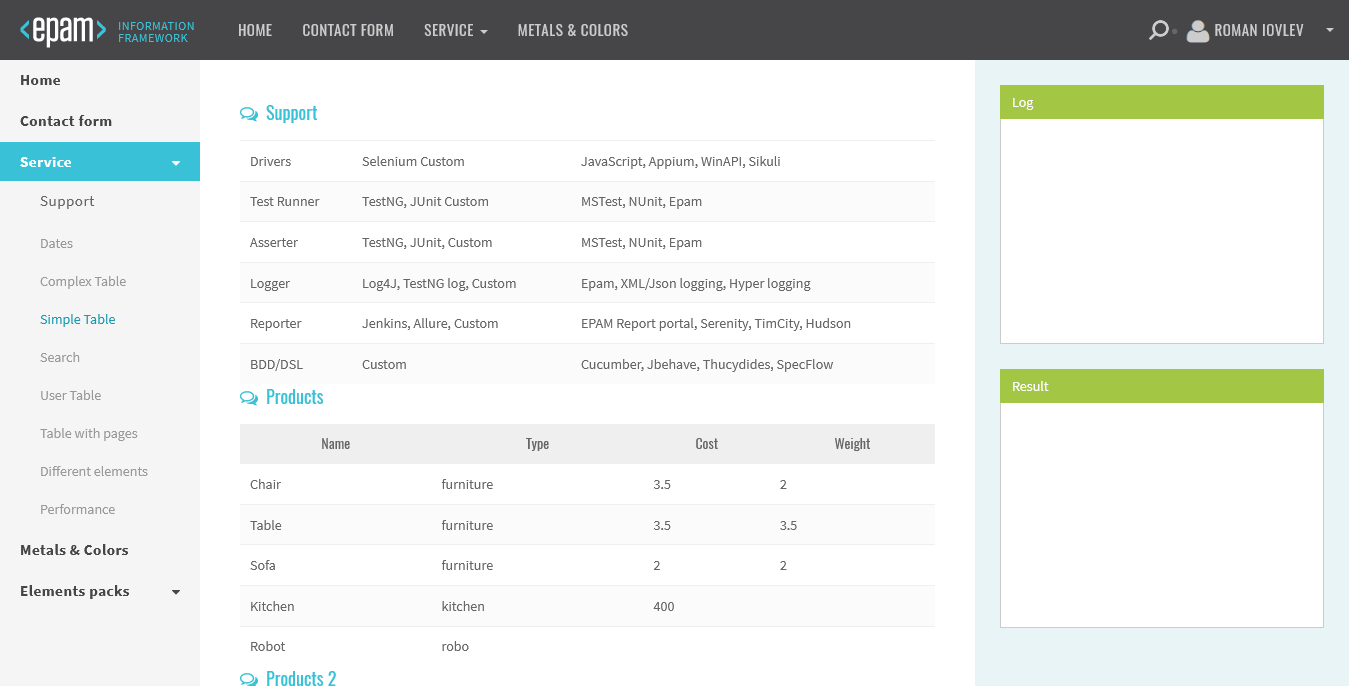 <epam> INFORMATION FRAMEWORK
HOME CONTACT FORM SERVICE METALS & COLORS ROMAN IOVLEV
Home
Contact form
Service
Support
Dates
Complex Table
Simple Table
Search
User Table
Table with pages
Different elements
Performance
Metals & Colors
Elements packs
Support
Drivers Selenium Custom JavaScript, Appium, WinAPI, Sikuli
Test Runner TestNG, JUnit Custom MSTest, NUnit, Epam
Asserter TestNG, JUnit, Custom MSTest, NUnit, Epam
Logger Log4J, TestNG log, Custom Epam, XML/Json logging, Hyper logging
Reporter Jenkins, Allure, Custom EPAM Report portal, Serenity, TimCity, Hudson
BDD/DSL Custom Cucumber, Jbehave, Thucydides, SpecFlow
Products
Name Type Cost Weight
Chair furniture 3.5 2
Table furniture 3.5 3.5
Sofa furniture 2 2
Kitchen kitchen 400
Robot robo
Products 2
Log
Result